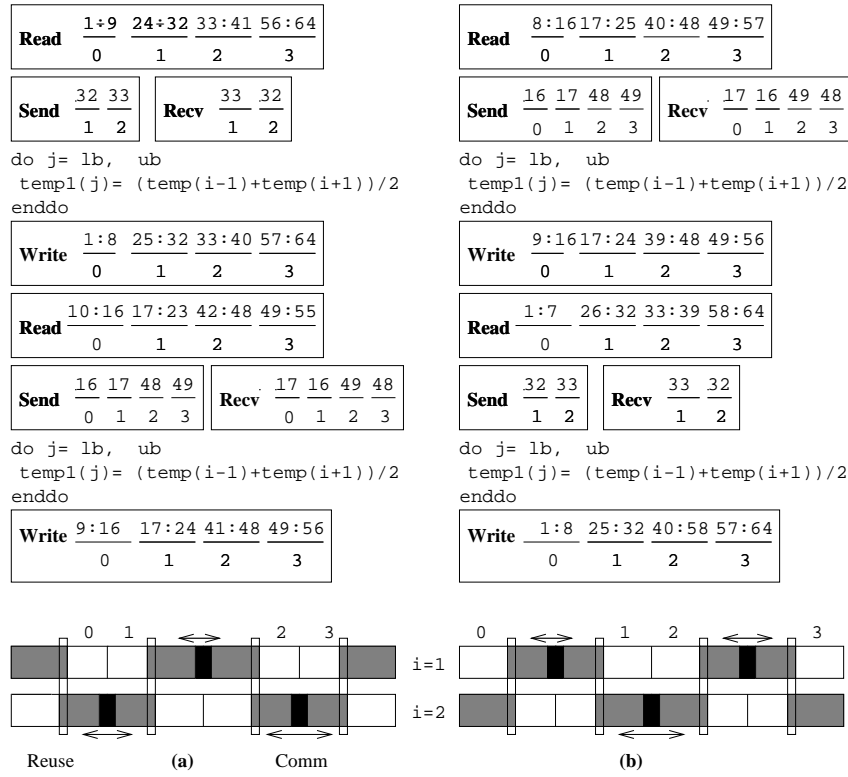 Read 1÷9 24÷32 33:41 56:64
0 1 2 3
Send 32 33
1 2
Recv 33 32
1 2
do j= lb, ub
temp1(j)= (temp(i-1)+temp(i+1))/2
enddo
Write 1:8 25:32 33:40 57:64
0 1 2 3
Read 10:16 17:23 42:48 49:55
0 1 2 3
Send 16 17 48 49
0 1 2 3
Recv 17 16 49 48
0 1 2 3
do j= lb, ub
temp1(j)= (temp(i-1)+temp(i+1))/2
enddo
Write 9:16 17:24 41:48 49:56
0 1 2 3
0 1 2 3
i=1
i=2
Reuse (a) Comm
Read 8:16 17:25 40:48 49:57
0 1 2 3
Send 16 17 48 49
0 1 2 3
Recv 17 16 49 48
0 1 2 3
do j= lb, ub
temp1(j)= (temp(i-1)+temp(i+1))/2
enddo
Write 9:16 17:24 39:48 49:56
0 1 2 3
Read 1:7 26:32 33:39 58:64
0 1 2 3
Send 32 33
1 2
Recv 33 32
1 2
do j= lb, ub
temp1(j)= (temp(i-1)+temp(i+1))/2
enddo
Write 1:8 25:32 40:58 57:64
0 1 2 3
0 1 2 3
(b)